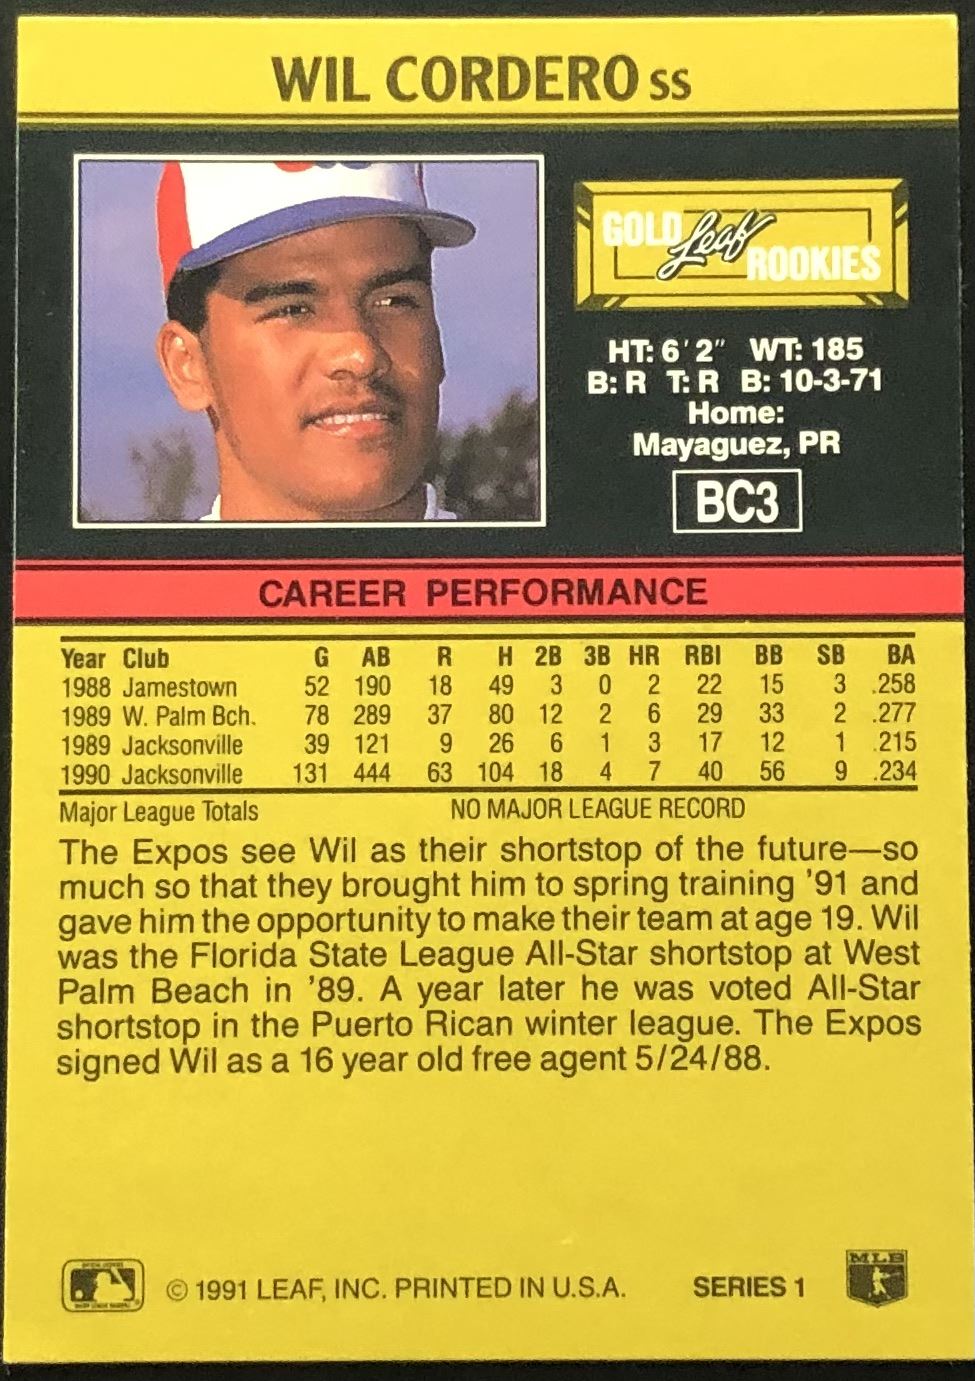 WIL CORDERO SS
GOLD Leaf ROOKIES
HT: 6'2" WT: 185
B: R T: R B: 10-3-71
Home:
Mayaguez, PR
BC3
CAREER PERFORMANCE
Year Club G AB R H 2B 3B HR RBI BB SB BA
1988 Jamestown 52 190 18 49 3 0 2 22 15 3 .258
1989 W. Palm Bch. 78 289 37 80 12 2 6 29 33 2 .277
1989 Jacksonville 39 121 9 26 6 1 3 17 12 1 .215
1990 Jacksonville 131 444 63 104 18 4 7 40 56 9 .234
Major League Totals NO MAJOR LEAGUE RECORD
The Expos see Wil as their shortstop of the future—so
much so that they brought him to spring training '91 and
gave him the opportunity to make their team at age 19. Wil
was the Florida State League All-Star shortstop at West
Palm Beach in '89. A year later he was voted All-Star
shortstop in the Puerto Rican winter league. The Expos
signed Wil as a 16 year old free agent 5/24/88.
© 1991 LEAF, INC. PRINTED IN U.S.A. SERIES 1 MLB